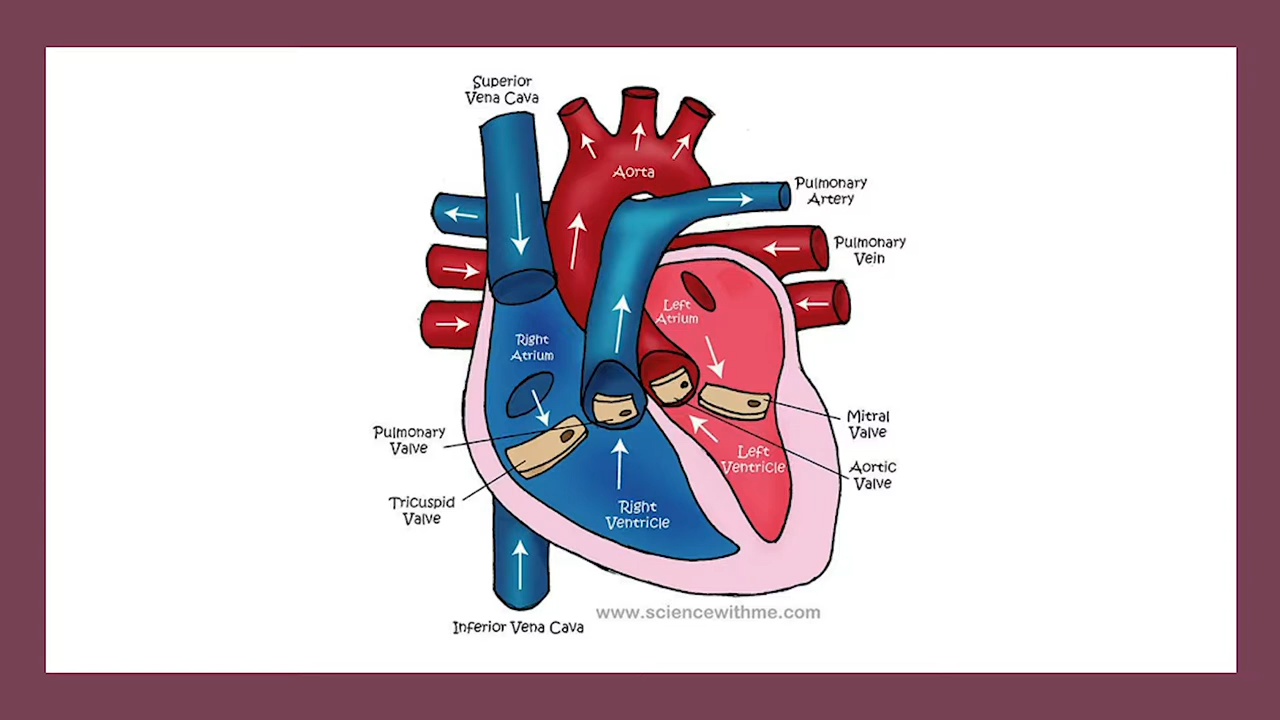 Superior
Vena Cava
Aorta
Pulmonary
Artery
Pulmonary
Vein
Left
Atrium
Right
Atrium
Mitral
Valve
Pulmonary
Valve
Left
Ventricle
Aortic
Valve
Tricuspid
Valve
Right
Ventricle
www.sciencewithme.com
Inferior Vena Cava